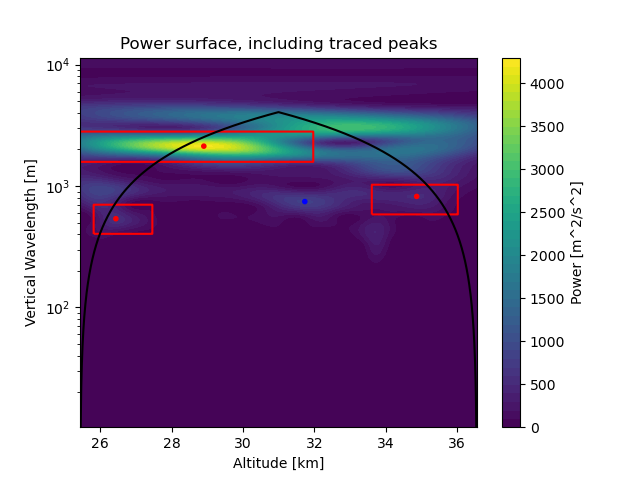 Power surface, including traced peaks
10^4
10^3
10^2
Vertical Wavelength [m]
26 28 30 32 34 36
Altitude [km]
4000
3500
3000
2500
2000
1500
1000
500
0
Power [m^2/s^2]